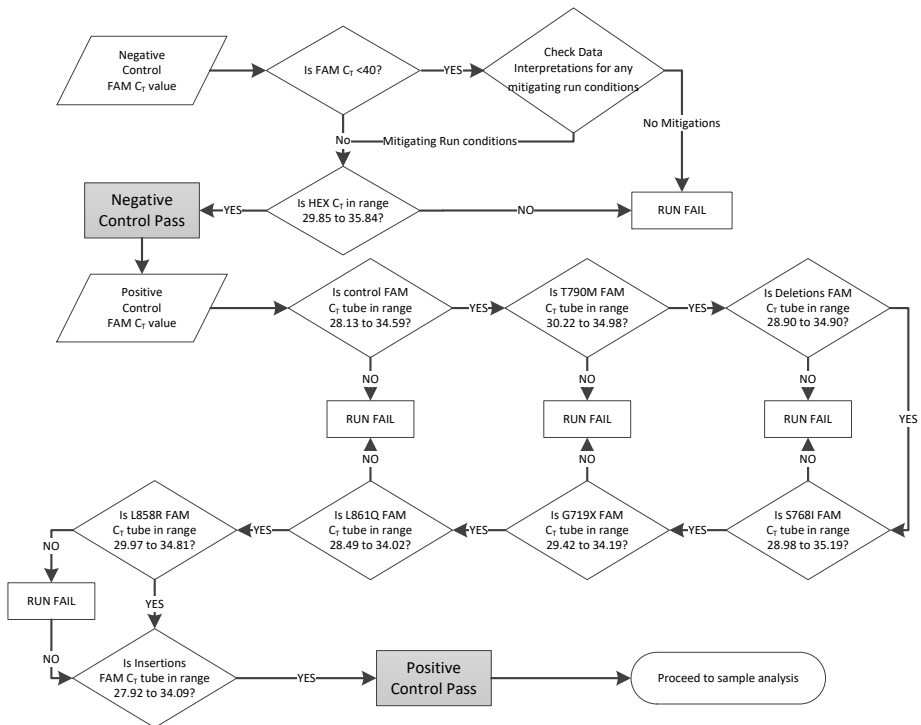 Negative
Control
FAM CT value
Is FAM CT <40?
YES
Check Data
Interpretations for any
mitigating run conditions
No
Mitigating Run conditions
No Mitigations
Negative
Control Pass
YES
Is HEX CT in range
29.85 to 35.84?
NO
RUN FAIL
Positive
Control
FAM CT value
Is control FAM
CT tube in range
28.13 to 34.59?
YES
Is T790M FAM
CT tube in range
30.22 to 34.98?
YES
Is Deletions FAM
CT tube in range
28.90 to 34.90?
NO
NO
NO
RUN FAIL
RUN FAIL
RUN FAIL
YES
NO
NO
NO
Is L858R FAM
CT tube in range
29.97 to 34.81?
YES
Is L861Q FAM
CT tube in range
28.49 to 34.02?
YES
Is G719X FAM
CT tube in range
29.42 to 34.19?
YES
Is S768I FAM
CT tube in range
28.98 to 35.19?
NO
RUN FAIL
YES
NO
Is Insertions
FAM CT tube in range
27.92 to 34.09?
YES
Positive
Control Pass
Proceed to sample analysis